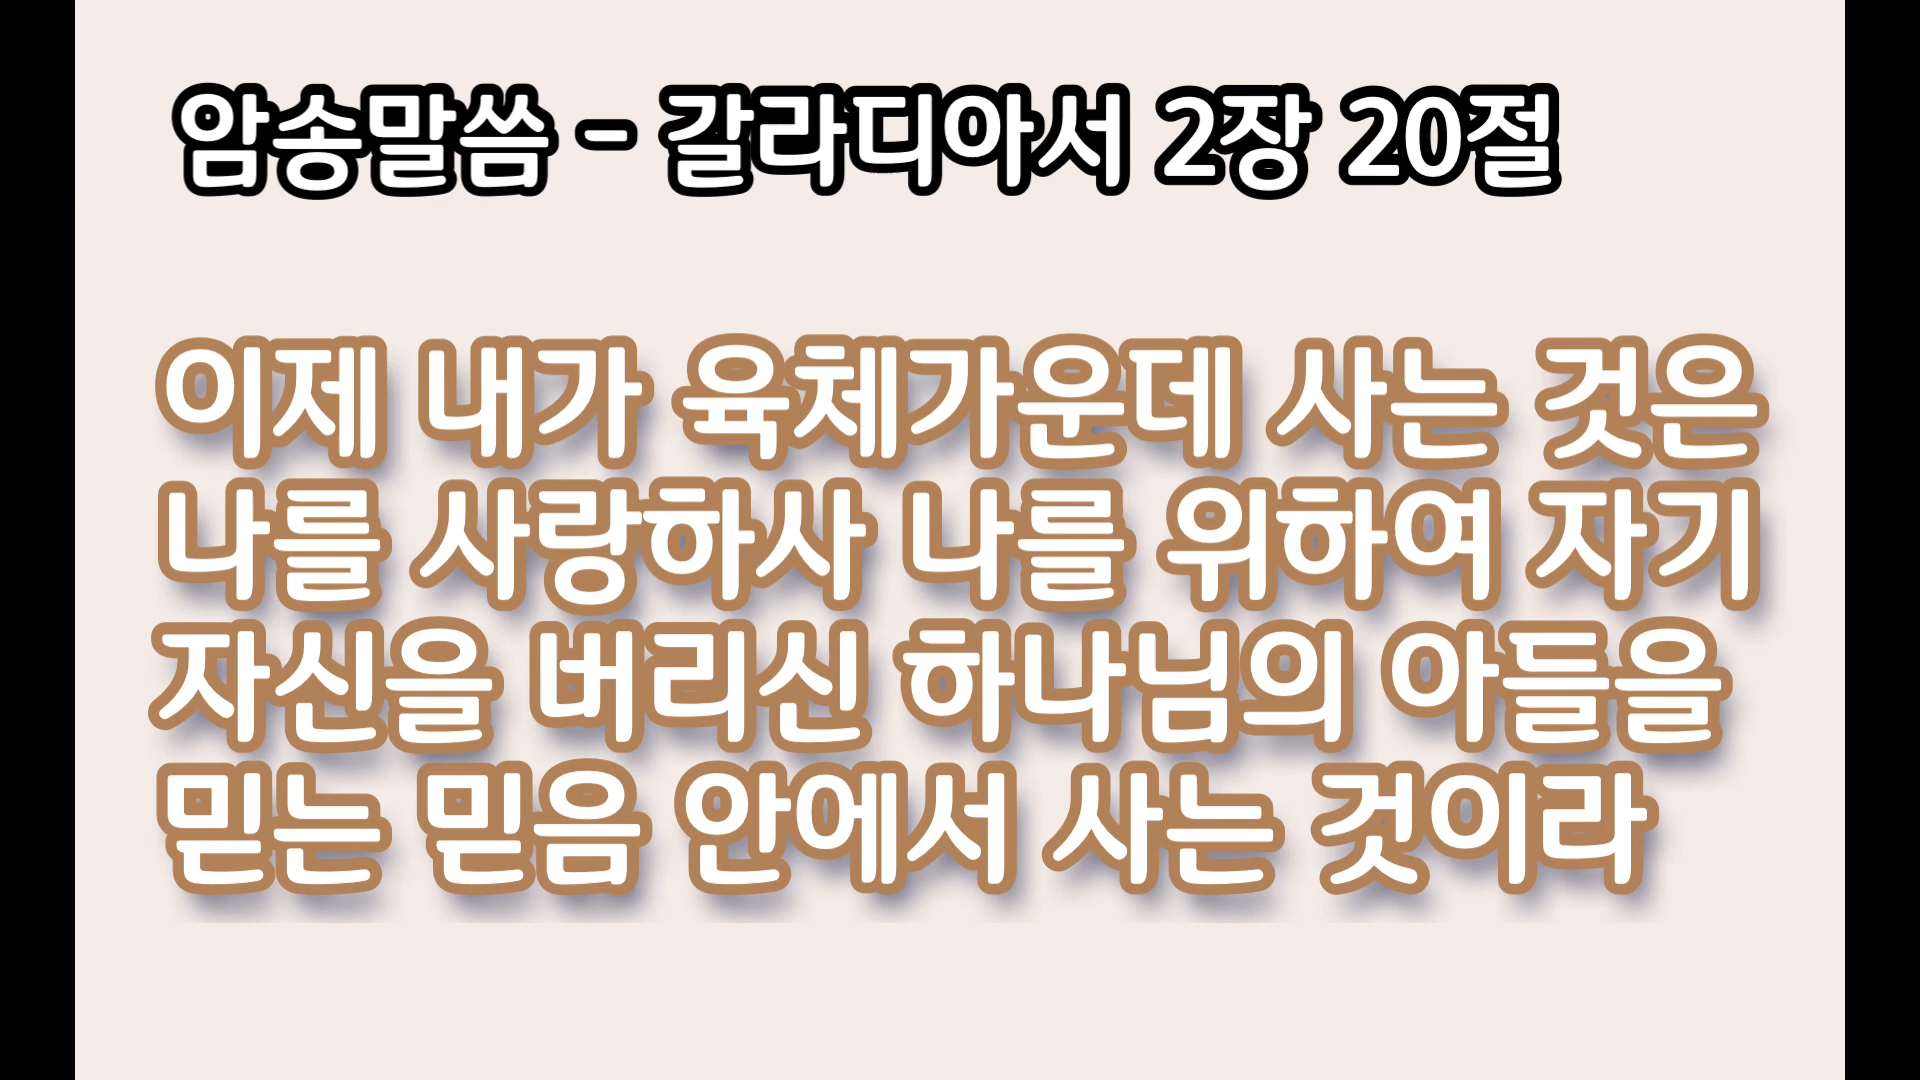 암송말씀 - 갈라디아서 2장 20절
이제 내가 육체가운데 사는 것은
나를 사랑하사 나를 위하여 자기
자신을 버리신 하나님의 아들을
믿는 믿음 안에서 사는 것이라